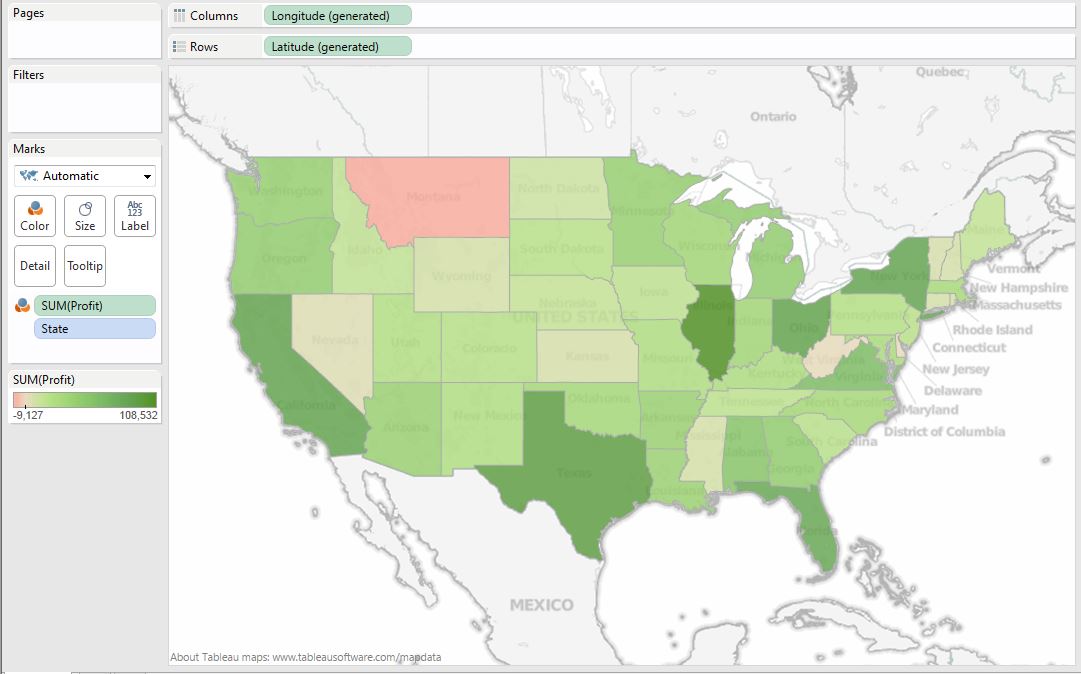 Pages
Columns
Longitude (generated)
Rows
Latitude (generated)
Filters
Marks
Automatic
Color
Size
Abc
123
Label
Detail
Tooltip
SUM(Profit)
State
SUM(Profit)
-9,127
108,532
Quebec
Ontario
Washington
Montana
North Dakota
Minnesota
Oregon
Idaho
Wyoming
South Dakota
Wisconsin
Michigan
Maine
Vermont
New Hampshire
New York
Massachusetts
Nebraska
Iowa
UNITED STATES
Illinois
Indiana
Ohio
Pennsylvania
Rhode Island
Connecticut
New Jersey
Nevada
Utah
Colorado
Kansas
Missouri
West Virginia
Virginia
Kentucky
Delaware
Maryland
California
Arizona
New Mexico
Oklahoma
Arkansas
Tennessee
North Carolina
District of Columbia
Mississippi
Alabama
Georgia
South Carolina
Texas
Louisiana
Florida
MEXICO
About Tableau maps: www.tableausoftware.com/mapdata